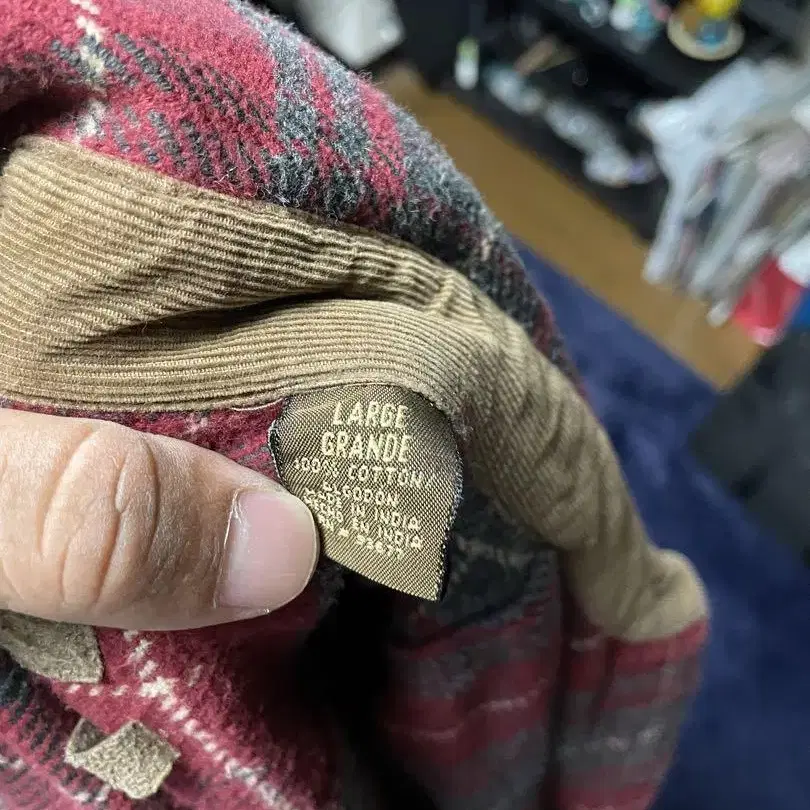 LARGE
GRANDE
100% COTTON/
ALGODON
MADE IN INDIA
HECHO EN INDIA